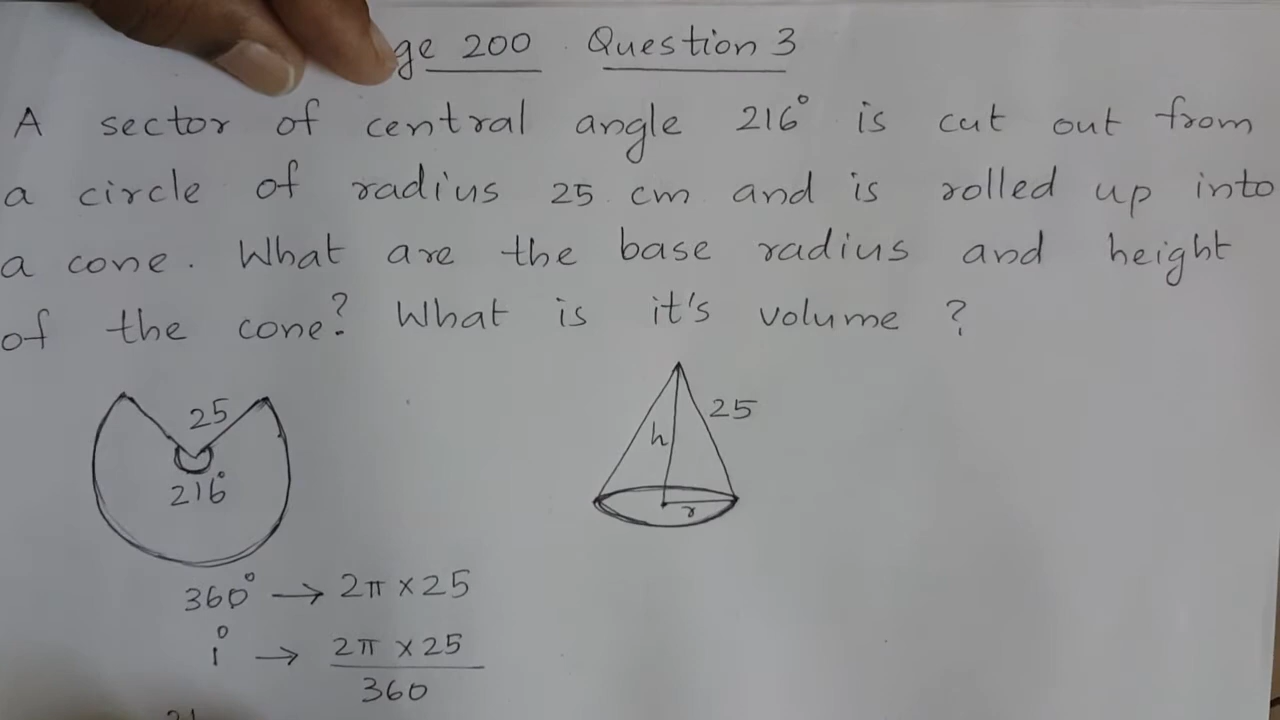 200 Question 3
A sector of central angle 216° is cut out from
a circle of radius 25 cm and is rolled up into
a cone. What are the base radius and height
of the cone? What is it's volume ?
25
216°
h
25
r
360° → 2π × 25
1° → 2π × 25
360